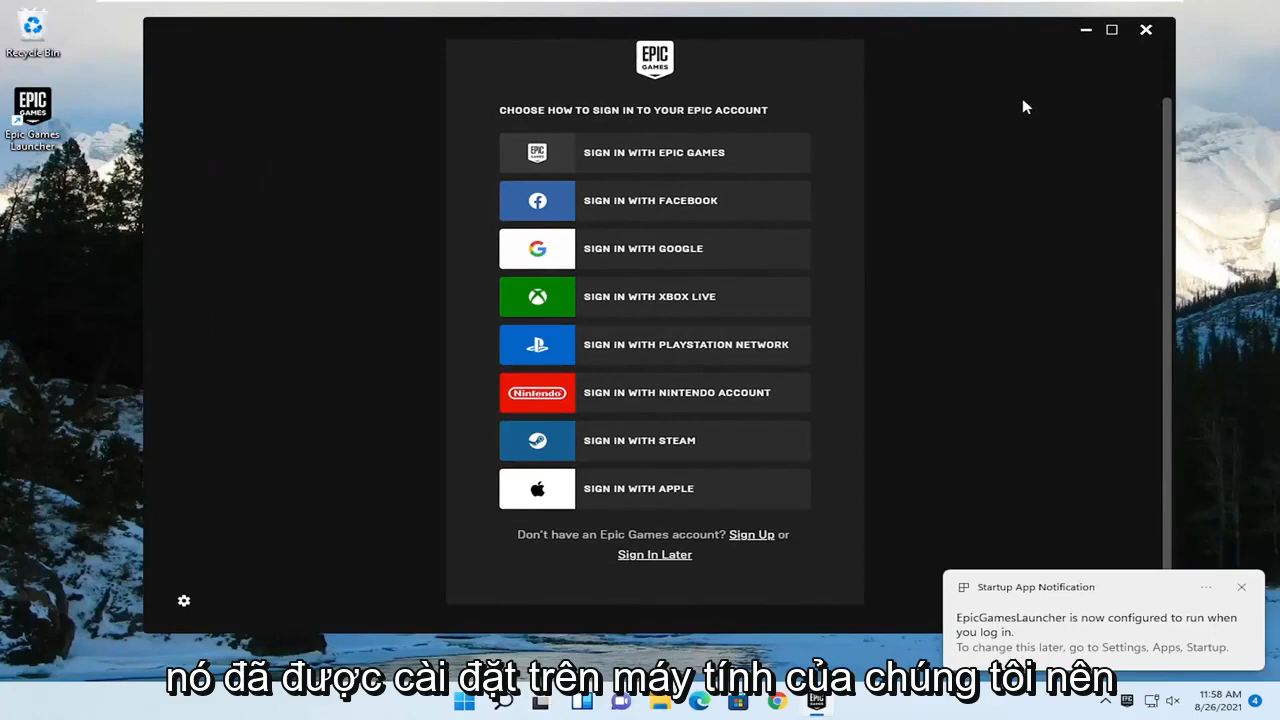 Recycle Bin
EPIC
GAMES
Epic Games
Launcher
EPIC
GAMES
CHOOSE HOW TO SIGN IN TO YOUR EPIC ACCOUNT
EPIC
GAMES
SIGN IN WITH EPIC GAMES
SIGN IN WITH FACEBOOK
SIGN IN WITH GOOGLE
SIGN IN WITH XBOX LIVE
SIGN IN WITH PLAYSTATION NETWORK
Nintendo
SIGN IN WITH NINTENDO ACCOUNT
SIGN IN WITH STEAM
SIGN IN WITH APPLE
Don't have an Epic Games account? Sign Up or
Sign In Later
Startup App Notification
EpicGamesLauncher is now configured to run when
you log in.
To change this later, go to Settings, Apps, Startup.
nó đã được cài đặt trên máy tính của chúng tôi nên
11:58 AM
8/26/2021
4